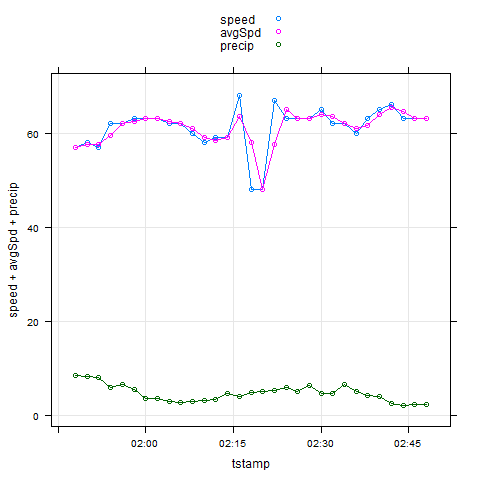 speed
avgSpd
precip
speed + avgSpd + precip
60
40
20
0
02:00 02:15 02:30 02:45
tstamp